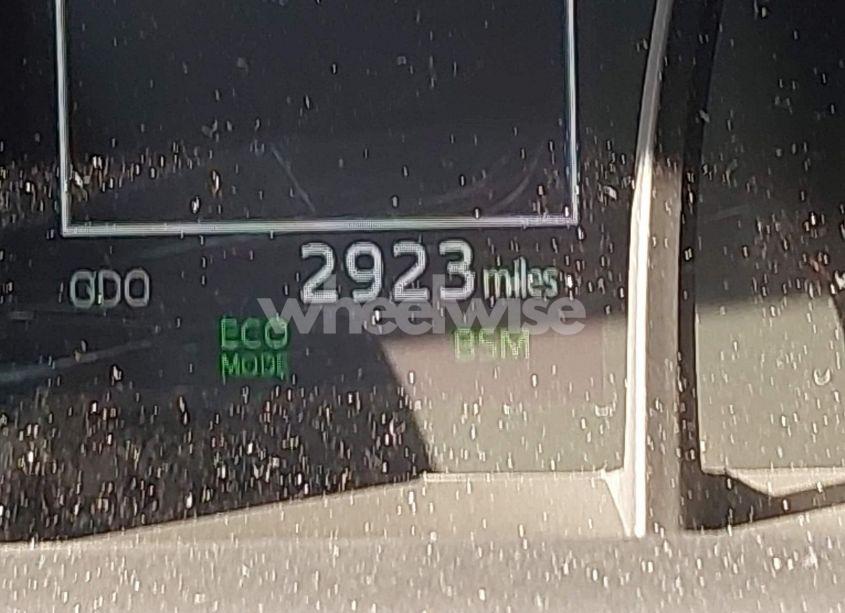 ODO 2923 miles
wheelwise
ECO BSM
MODE